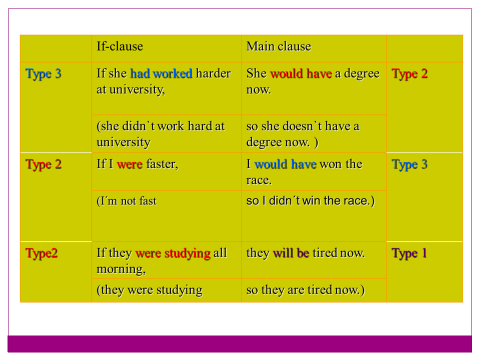 If-clause Main clause
Type 3 If she had worked harder She would have a degree Type 2
at university, now.
(she didn`t work hard at so she doesn`t have a
university degree now. )
Type 2 If I were faster, I would have won the Type 3
race.
(I´m not fast so I didn´t win the race.)
Type2 If they were studying all they will be tired now. Type 1
morning,
(they were studying so they are tired now.)